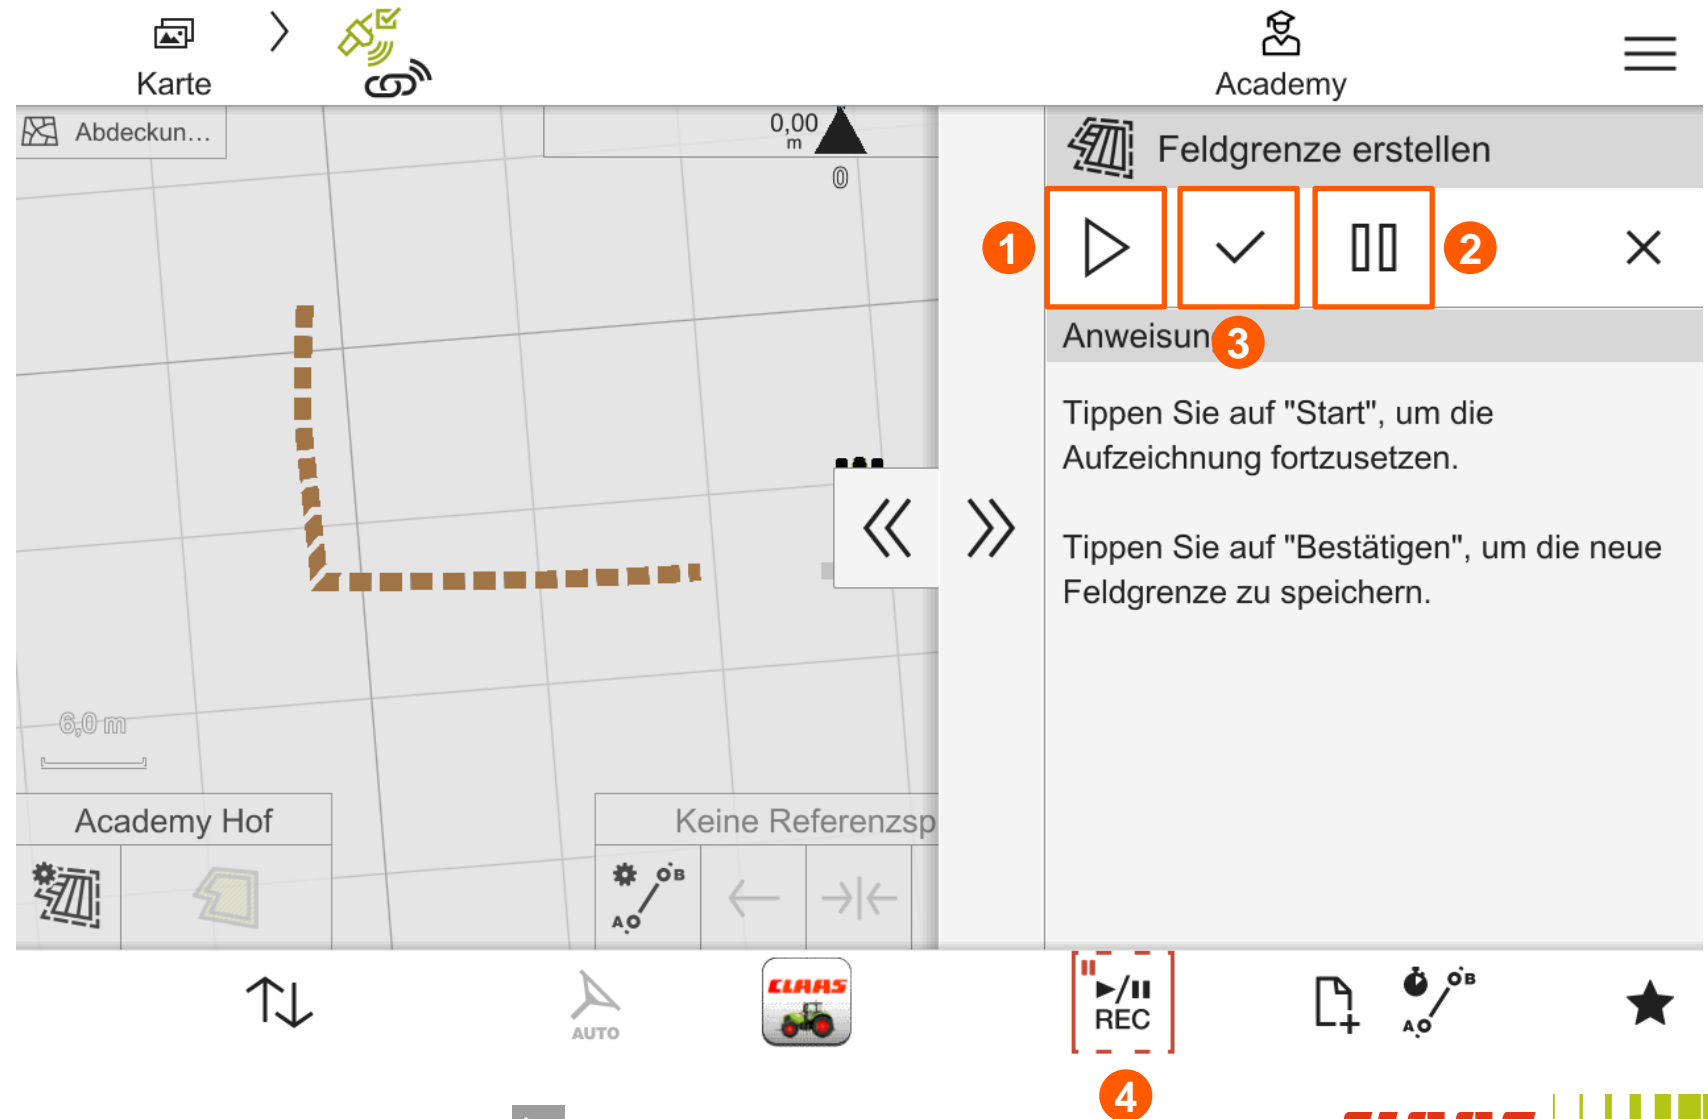 Karte
Academy
Abdeckun...
0,00
m
0
Feldgrenze erstellen
1
2
3
Anweisun
Tippen Sie auf "Start", um die
Aufzeichnung fortzusetzen.
Tippen Sie auf "Bestätigen", um die neue
Feldgrenze zu speichern.
6,0 m
Academy Hof
Keine Referenzsp
B
A
AUTO
CLAAS
REC
B
A
4
CLAAS